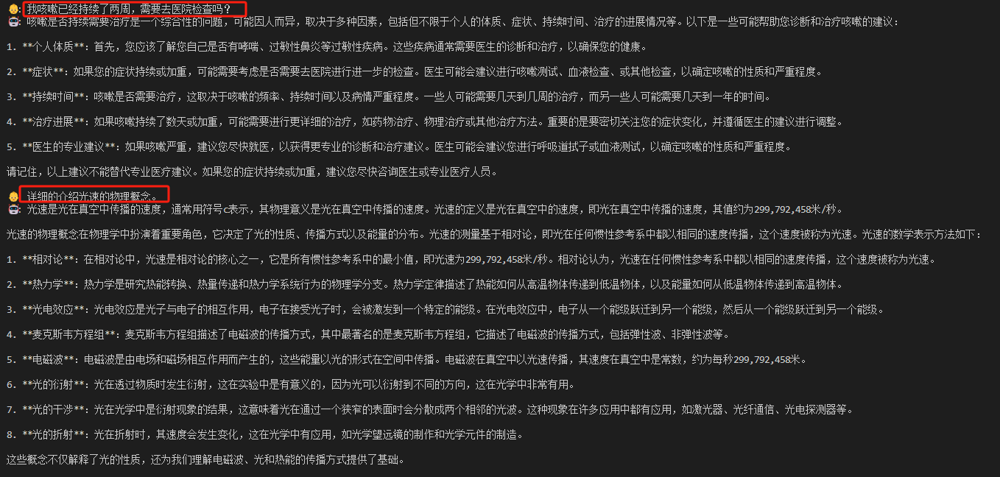 👶: 我咳嗽已经持续了两周，需要去医院检查吗？
🤖: 咳嗽是否持续需要治疗是一个综合性的问题，可能因人而异，取决于多种因素，包括但不限于个人的体质、症状、持续时间、治疗的进展情况等。以下是一些可能帮助您诊断和治疗咳嗽的建议：
1. **个人体质**：首先，您应该了解您自己是否有哮喘、过敏性鼻炎等过敏性疾病。这些疾病通常需要医生的诊断和治疗，以确保您的健康。
2. **症状**：如果您的症状持续或加重，可能需要考虑是否需要去医院进行进一步的检查。医生可能会建议进行咳嗽测试、血液检查、或其他检查，以确定咳嗽的性质和严重程度。
3. **持续时间**：咳嗽是否需要治疗，这取决于咳嗽的频率、持续时间以及病情严重程度。一些人可能需要几天到几周的治疗，而另一些人可能需要几天到一年的时间。
4. **治疗进展**：如果咳嗽持续了数天或加重，可能需要进行更详细的治疗，如药物治疗、物理治疗或其他治疗方法。重要的是要密切关注您的症状变化，并遵循医生的建议进行调整。
5. **医生的专业建议**：如果咳嗽严重，建议您尽快就医，以获得更专业的诊断和治疗建议。医生可能会建议您进行呼吸道拭子或血液测试，以确定咳嗽的性质和严重程度。
请记住，以上建议不能替代专业医疗建议。如果您的症状持续或加重，建议您尽快咨询医生或专业医疗人员。
👶: 详细的介绍光速的物理概念。
🤖: 光速是光在真空中传播的速度，通常用符号c表示，其物理意义是光在真空中传播的速度。光速的定义是光在真空中的速度，即光在真空中传播的速度，其值约为299,792,458米/秒。
光速的物理概念在物理学中扮演着重要角色，它决定了光的性质、传播方式以及能量的分布。光速的测量基于相对论，即光在任何惯性参考系中都以相同的速度传播，这个速度被称为光速。光速的数学表示方法如下：
1. **相对论**：在相对论中，光速是相对论的核心之一，它是所有惯性参考系中的最小值，即光速为299,792,458米/秒。相对论认为，光速在任何惯性参考系中都以相同的速度传播，这个速度被称为光速。
2. **热力学**：热力学是研究热能转换、热量传递和热力学系统行为的物理学分支。热力学定律描述了热能如何从高温物体传递到低温物体，以及能量如何从低温物体传递到高温物体。
3. **光电效应**：光电效应是光子与电子的相互作用，电子在接受光子时，会被激发到一个特定的能级。在光电效应中，电子从一个能级跃迁到另一个能级，然后从一个能级跃迁到另一个能级。
4. **麦克斯韦方程组**：麦克斯韦方程组描述了电磁波的传播方式，其中最著名的是麦克斯韦方程组，它描述了电磁波的传播方式，包括弹性波、非弹性波等。
5. **电磁波**：电磁波是由电场和磁场相互作用而产生的，这些能量以光的形式在空间中传播。电磁波在真空中以光速传播，其速度在真空中是常数，约为每秒299,792,458米。
6. **光的衍射**：光在透过物质时发生衍射，这在实验中是有意义的，因为光可以衍射到不同的方向，这在光学中非常有用。
7. **光的干涉**：光在光学中是衍射现象的结果，这意味着光在通过一个狭窄的表面时会分散成两个相邻的光波。这种现象在许多应用中都有应用，如激光器、光纤通信、光电探测器等。
8. **光的折射**：光在折射时，其速度会发生变化，这在光学中有应用，如光学望远镜的制作和光学元件的制造。
这些概念不仅解释了光的性质，还为我们理解电磁波、光和热能的传播方式提供了基础。